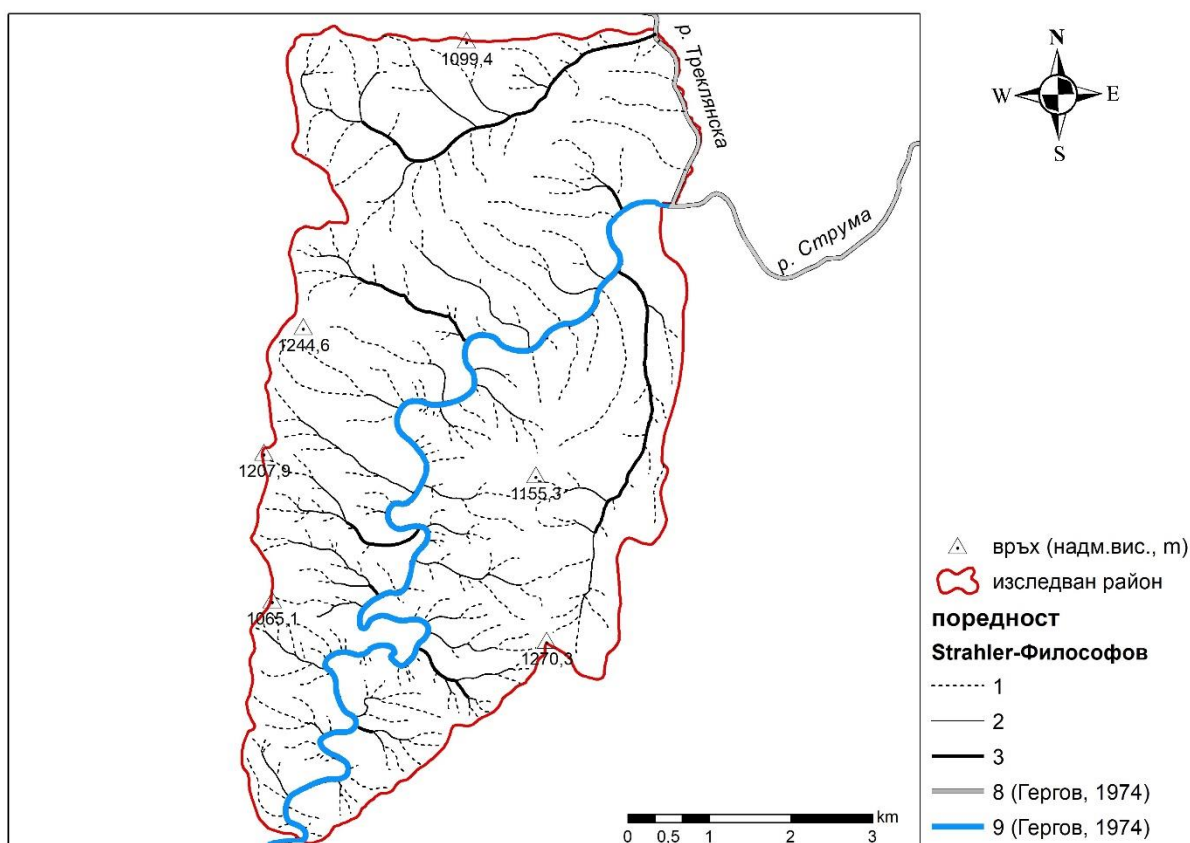 1099,4
р. Треклянска
р. Струма
1244,6
1207,9
1155,3
1065,1
1270,3
N
W E
S
връх (надм.вис., m)
изследван район
поредност
Strahler-Философов
1
2
3
8 (Гергов, 1974)
9 (Гергов, 1974)
km
0 0,5 1 2 3